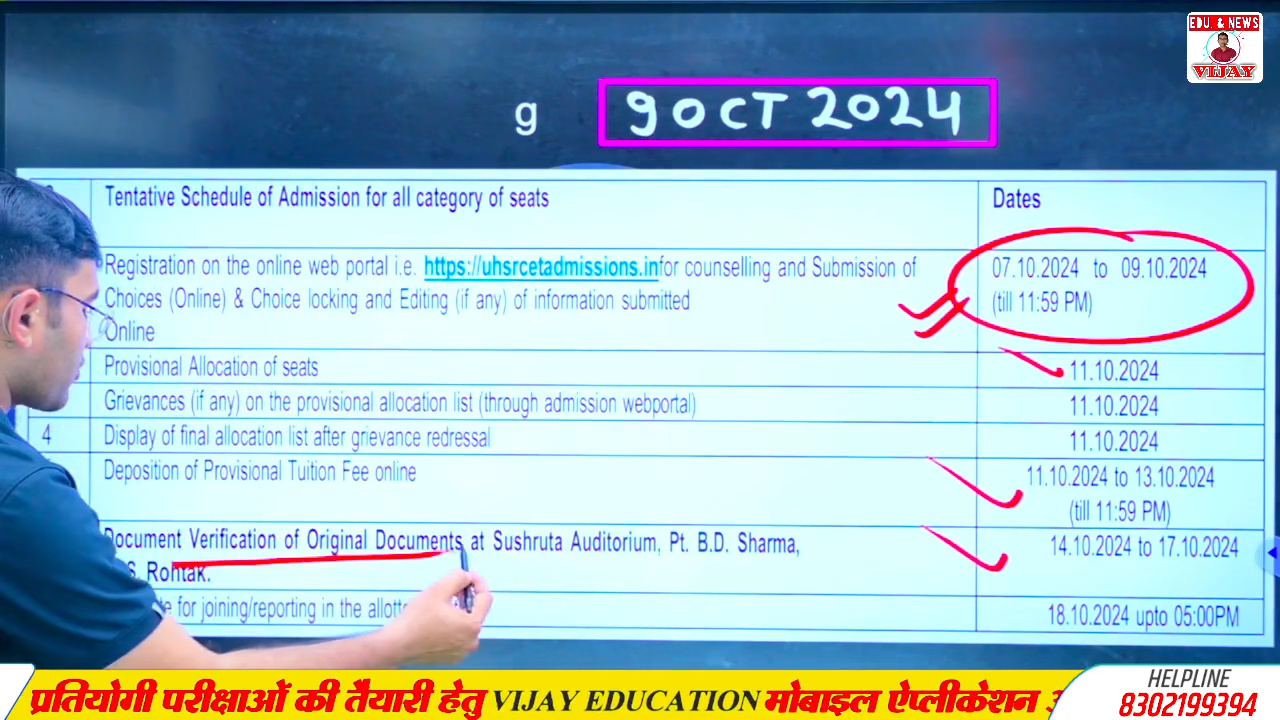 EDU. & NEWS
VIJAY
g 9 OCT 2024
Tentative Schedule of Admission for all category of seats Dates
Registration on the online web portal i.e. https://uhsrcetadmissions.infor counselling and Submission of 07.10.2024 to 09.10.2024
Choices (Online) & Choice locking and Editing (if any) of information submitted (till 11:59 PM)
Online
Provisional Allocation of seats 11.10.2024
Grievances (if any) on the provisional allocation list (through admission webportal) 11.10.2024
4 Display of final allocation list after grievance redressal 11.10.2024
Deposition of Provisional Tuition Fee online 11.10.2024 to 13.10.2024
(till 11:59 PM)
Document Verification of Original Documents at Sushruta Auditorium, Pt. B.D. Sharma, 14.10.2024 to 17.10.2024
S. Rohtak.
for joining/reporting in the 18.10.2024 upto 05:00PM
प्रतियोगी परीक्षाओं की तैयारी हेतु VIJAY EDUCATION मोबाइल ऐप्लीकेशन
HELPLINE
8302199394